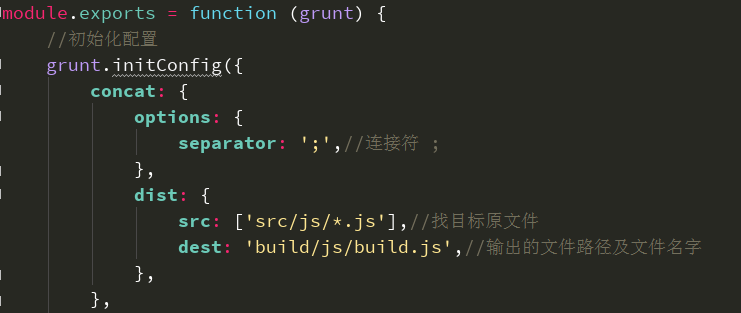 module.exports = function (grunt) {
//初始化配置
grunt.initConfig({
concat: {
options: {
separator: ';',//连接符 ;
},
dist: {
src: ['src/js/*.js'],//找目标原文件
dest: 'build/js/build.js',//输出的文件路径及文件名字
},
},